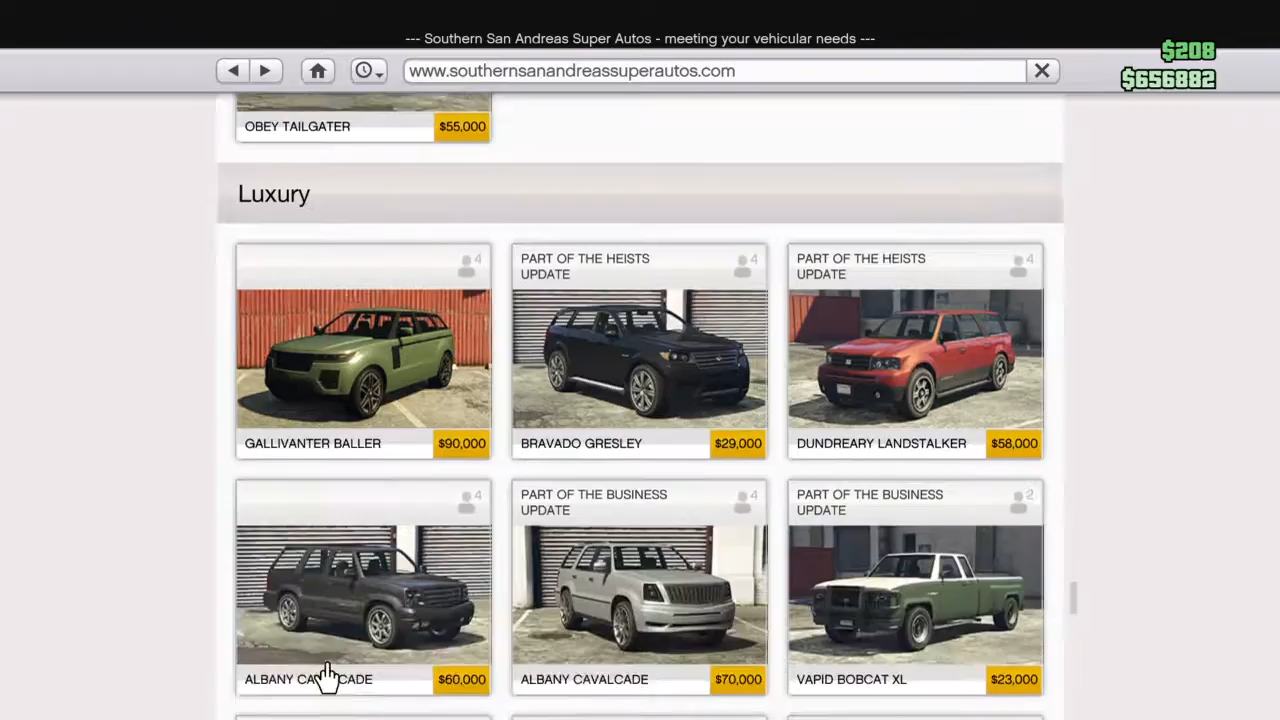 --- Southern San Andreas Super Autos - meeting your vehicular needs ---
$208
www.southernsanandreassuperautos.com
$656882
OBEY TAILGATER
$55,000
Luxury
4
PART OF THE HEISTS
UPDATE
4
PART OF THE HEISTS
UPDATE
4
GALLIVANTER BALLER
$90,000
BRAVADO GRESLEY
$29,000
DUNDREARY LANDSTALKER
$58,000
4
PART OF THE BUSINESS
UPDATE
4
PART OF THE BUSINESS
UPDATE
2
ALBANY CAVALCADE
$60,000
ALBANY CAVALCADE
$70,000
VAPID BOBCAT XL
$23,000